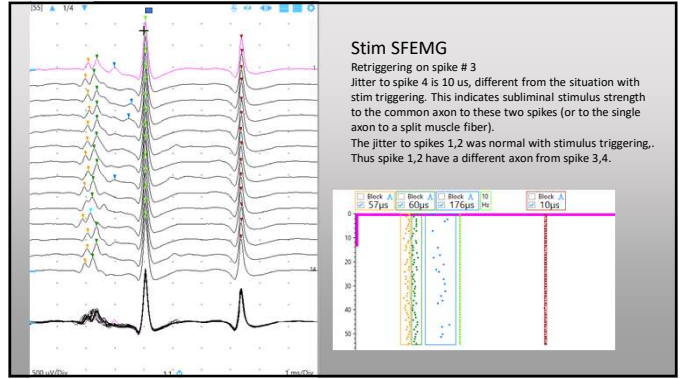 [55] 1/4
Stim SFEMG
Retriggering on spike # 3
Jitter to spike 4 is 10 us, different from the situation with
stim triggering. This indicates subliminal stimulus strength
to the common axon to these two spikes (or to the single
axon to a split muscle fiber).
The jitter to spikes 1,2 was normal with stimulus triggering,.
Thus spike 1,2 have a different axon from spike 3,4.
1
14
500 uV/Div 1 ms/Div
Block Block Block 10 Block
57µs 60µs 176µs Hz 10µs
0
10
20
30
40
50